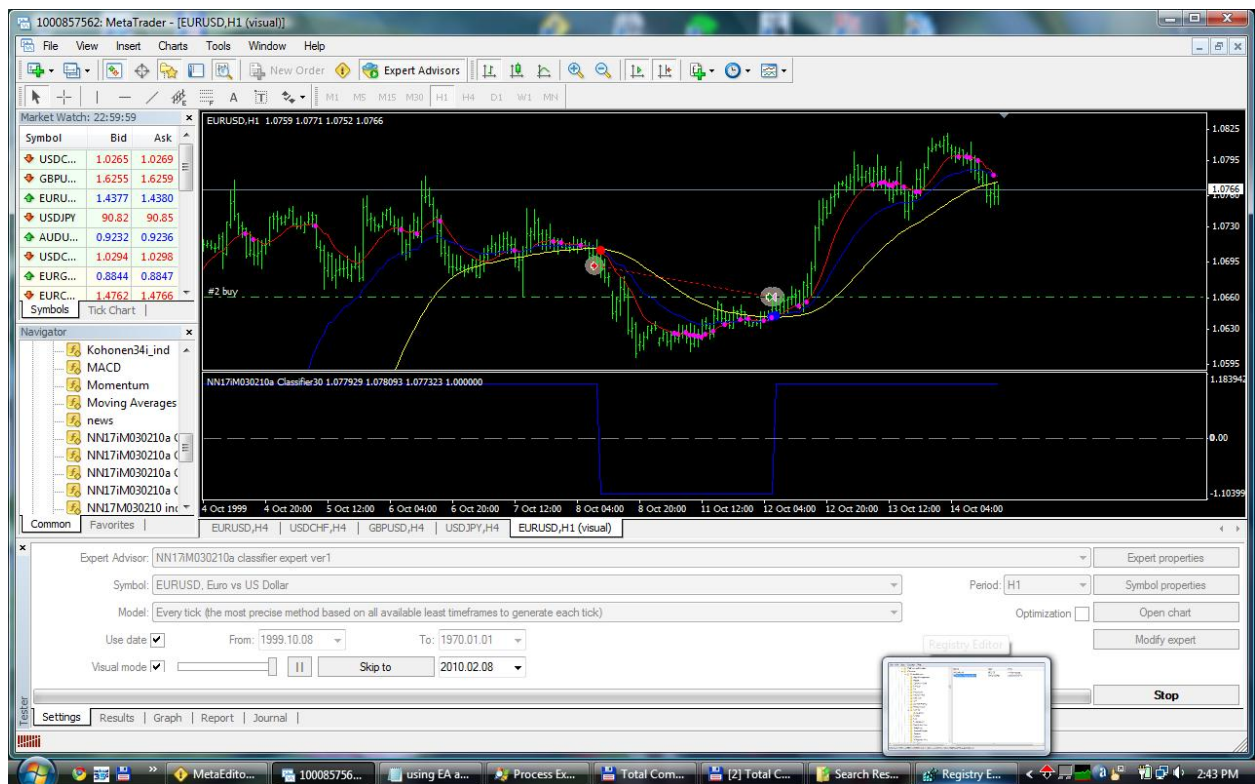 1000857562: MetaTrader - [EURUSD,H1 (visual)]
File View Insert Charts Tools Window Help
New Order Expert Advisors
A T M1 M5 M15 M30 H1 H4 D1 W1 MN
Market Watch: 22:59:59
Symbol Bid Ask
USDC... 1.0265 1.0269
GBPU... 1.6255 1.6259
EURU... 1.4377 1.4380
USDJPY 90.82 90.85
AUDU... 0.9232 0.9236
USDC... 1.0294 1.0298
EURG... 0.8844 0.8847
EURC... 1.4762 1.4766
Symbols Tick Chart
Navigator
Kohonen34i_ind
MACD
Momentum
Moving Averages
news
NN17iM030210a
NN17iM030210a
NN17iM030210a
NN17iM030210a
NN17iM030210 inc
Common Favorites
EURUSD,H1 1.0759 1.0771 1.0752 1.0766
#2 buy
1.0825
1.0795
1.0766
1.0760
1.0730
1.0695
1.0660
1.0630
1.0595
NN17iM030210a Classifier30 1.077929 1.078093 1.077323 1.000000
1.183942
0.00
-1.10399
4 Oct 1999 4 Oct 20:00 5 Oct 12:00 6 Oct 04:00 6 Oct 20:00 7 Oct 12:00 8 Oct 04:00 8 Oct 20:00 11 Oct 12:00 12 Oct 04:00 12 Oct 20:00 13 Oct 12:00 14 Oct 04:00
EURUSD,H4 USDCHF,H4 GBPUSD,H4 USDJPY,H4 EURUSD,H1 (visual)
Tester
Expert Advisor: NN17iM030210a classifier expert ver1 Expert properties
Symbol: EURUSD, Euro vs US Dollar Period: H1 Symbol properties
Model: Every tick (the most precise method based on all available least timeframes to generate each tick) Optimization Open chart
Use date From: 1999.10.08 To: 1970.01.01 Modify expert
Registry Editor
Visual mode Skip to 2010.02.08
Stop
Settings Results Graph Report Journal
MetaEdito... 100085756... using EA a... Process Ex... Total Com... [2] Total C... Search Res... Registry E... 2:43 PM